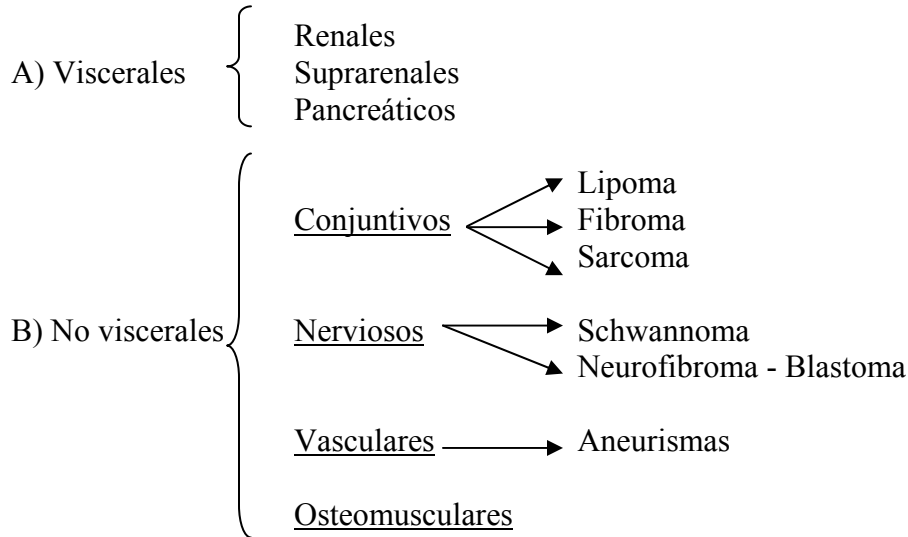 A) Viscerales
Renales
Suprarenales
Pancreáticos
B) No viscerales
Conjuntivos
Lipoma
Fibroma
Sarcoma
Nerviosos
Schwannoma
Neurofibroma - Blastoma
Vasculares
Aneurismas
Osteomusculares